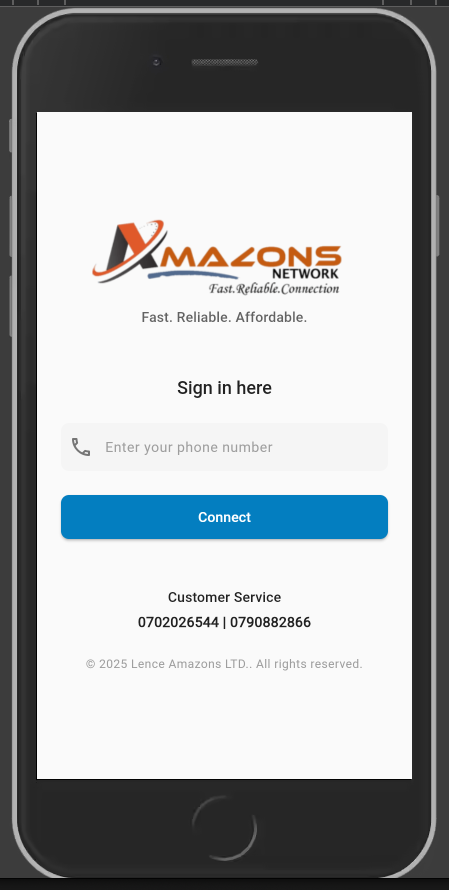 AMAZONS
NETWORK
Fast.Reliable.Connection
Fast. Reliable. Affordable.
Sign in here
Enter your phone number
Connect
Customer Service
0702026544 | 0790882866
© 2025 Lence Amazons LTD.. All rights reserved.